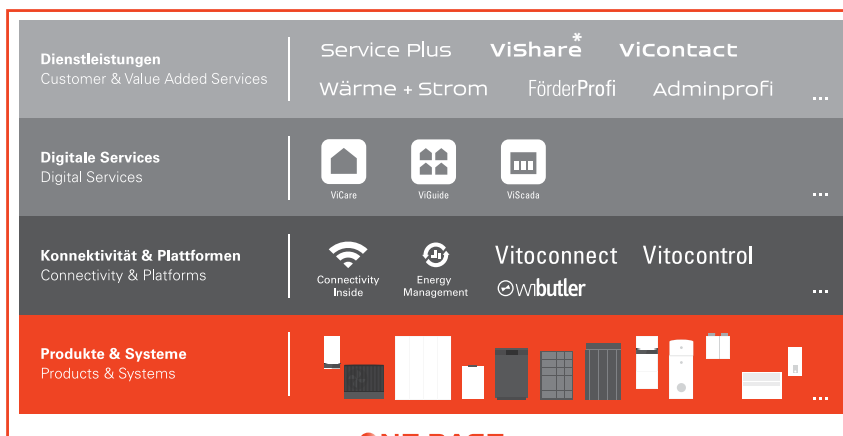 Dienstleistungen
Customer & Value Added Services
Service Plus ViShare* ViContact
Wärme + Strom FörderProfi Adminprofi ...
Digitale Services
Digital Services
ViCare ViGuide ViScada ...
Konnektivität & Plattformen
Connectivity & Platforms
Connectivity Inside
Energy Management
Vitoconnect Vitocontrol
wibutler ...
Produkte & Systeme
Products & Systems
...